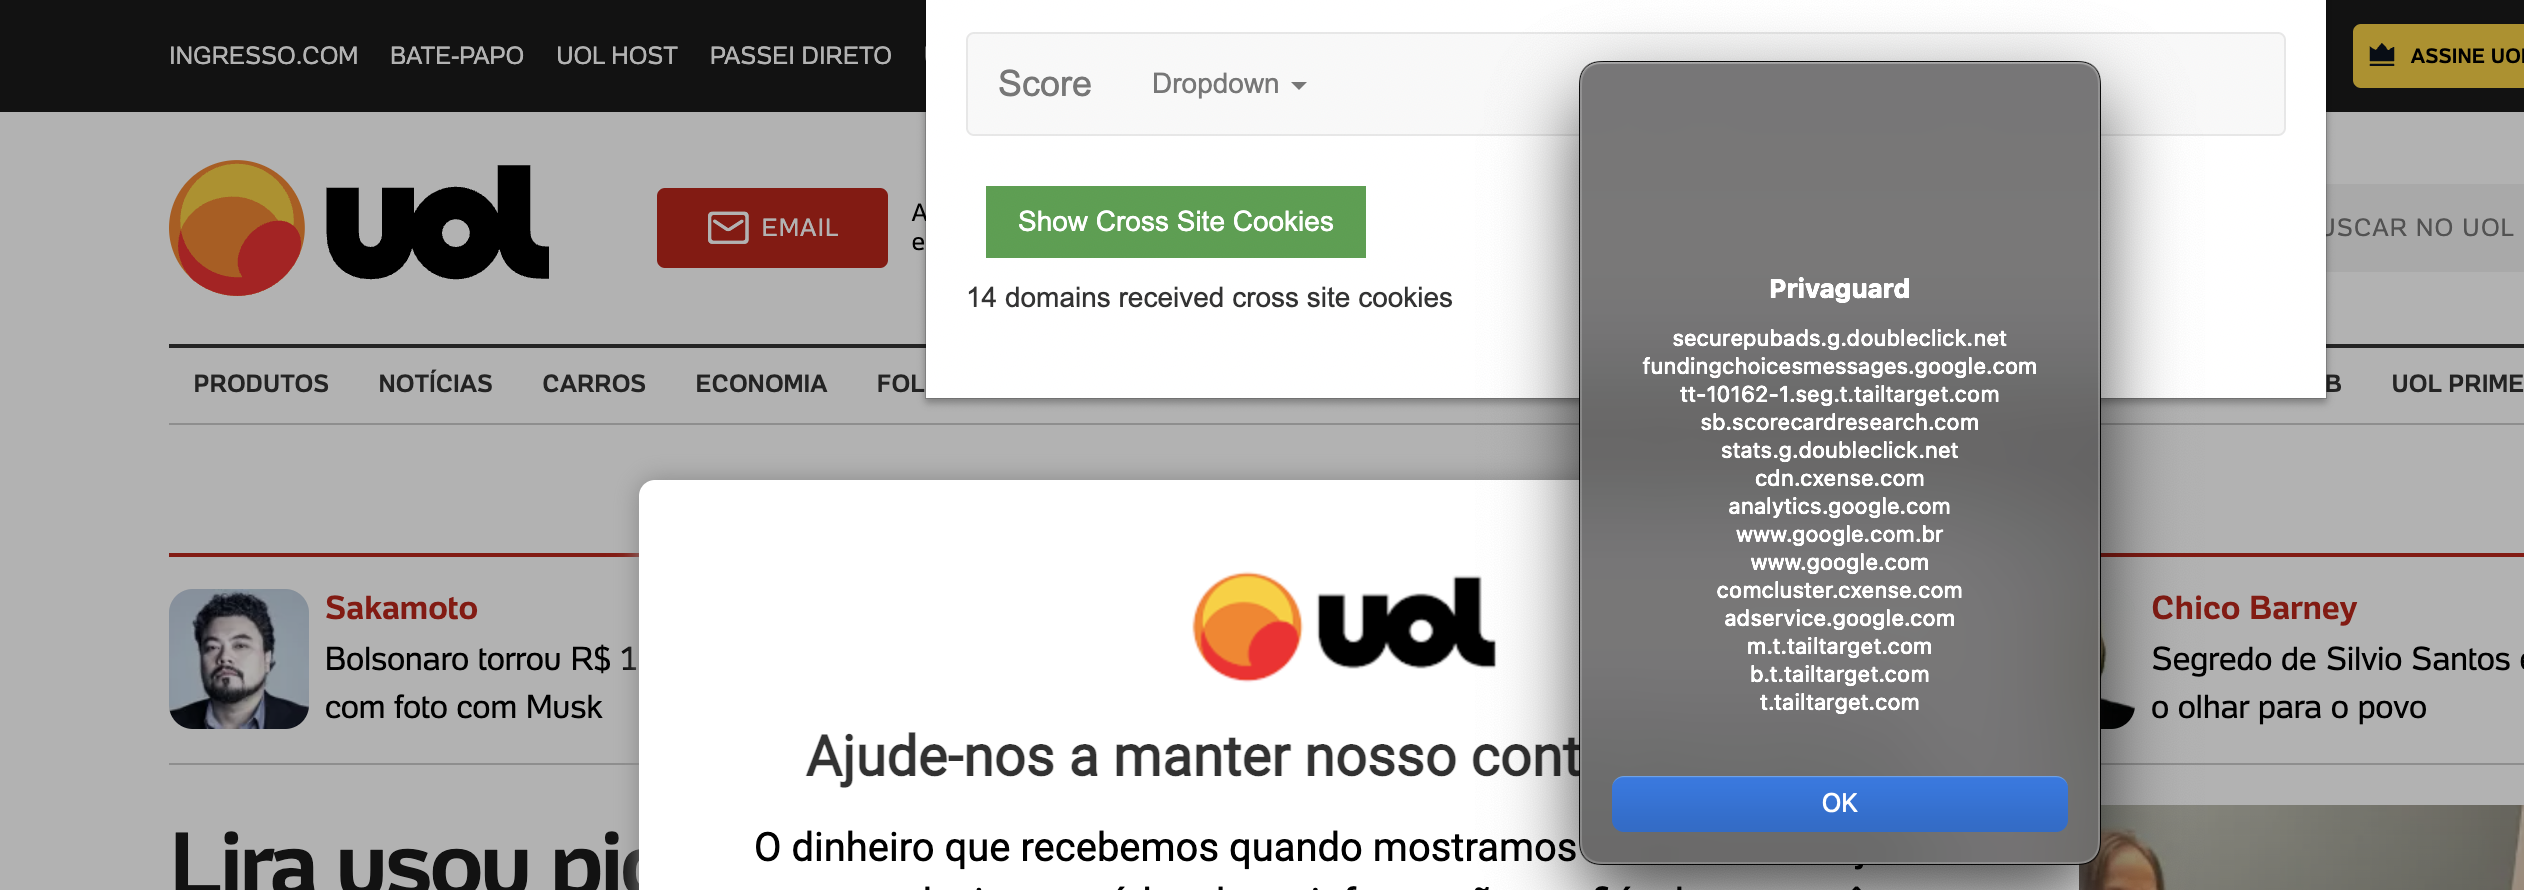 INGRESSO.COM BATE-PAPO UOL HOST PASSEI DIRETO
ASSINE UOL
Score Dropdown
uol
EMAIL
Show Cross Site Cookies
14 domains received cross site cookies
USCAR NO UOL
PRODUTOS NOTÍCIAS CARROS ECONOMIA FOL
B UOL PRIME
Privaguard
securepubads.g.doubleclick.net
fundingchoicesmessages.google.com
tt-10162-1.seg.t.tailtarget.com
sb.scorecardresearch.com
stats.g.doubleclick.net
cdn.cxense.com
analytics.google.com
www.google.com.br
www.google.com
comcluster.cxense.com
adservice.google.com
m.t.tailtarget.com
b.t.tailtarget.com
t.tailtarget.com
OK
Sakamoto
Bolsonaro torrou R$ 1
com foto com Musk
Chico Barney
Segredo de Silvio Santos e
o olhar para o povo
uol
Ajude-nos a manter nosso cont
O dinheiro que recebemos quando mostramos
Lira usou pi